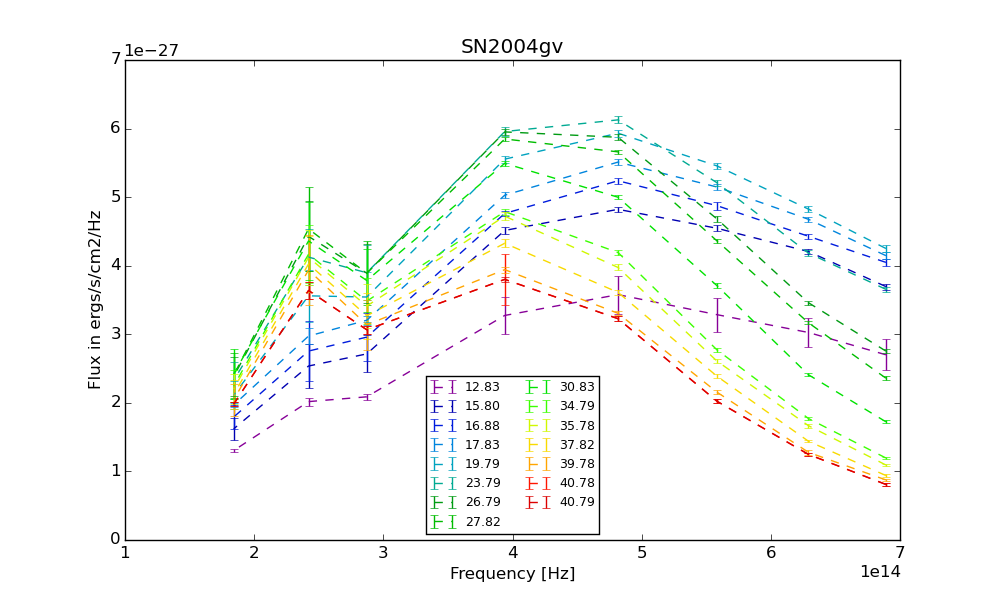 SN2004gv
1e−27
7
6
5
4
3
2
1
0
Flux in ergs/s/cm2/Hz
12.83 30.83
15.80 34.79
16.88 35.78
17.83 37.82
19.79 39.78
23.79 40.78
26.79 40.79
27.82
1 2 3 4 5 6 7
Frequency [Hz]
1e14